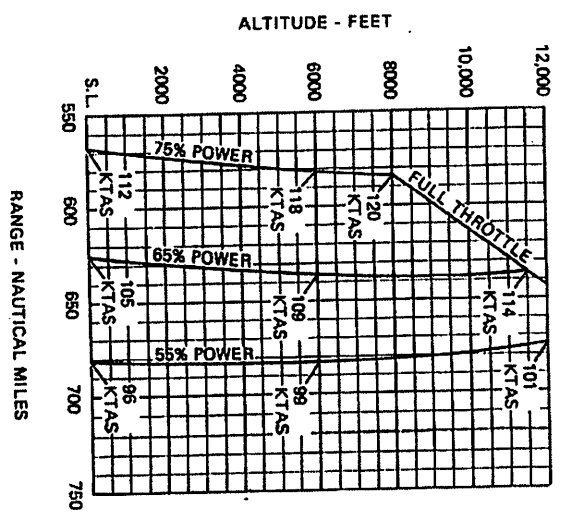 ALTITUDE - FEET
S.L.
2000
4000
6000
8000
10,000
12,000
550
600
650
700
750
RANGE - NAUTICAL MILES
75% POWER
112
KTAS
118
KTAS
120
KTAS
FULL THROTTLE
65% POWER
105
KTAS
109
KTAS
114
KTAS
55% POWER
96
KTAS
99
KTAS
101
KTAS